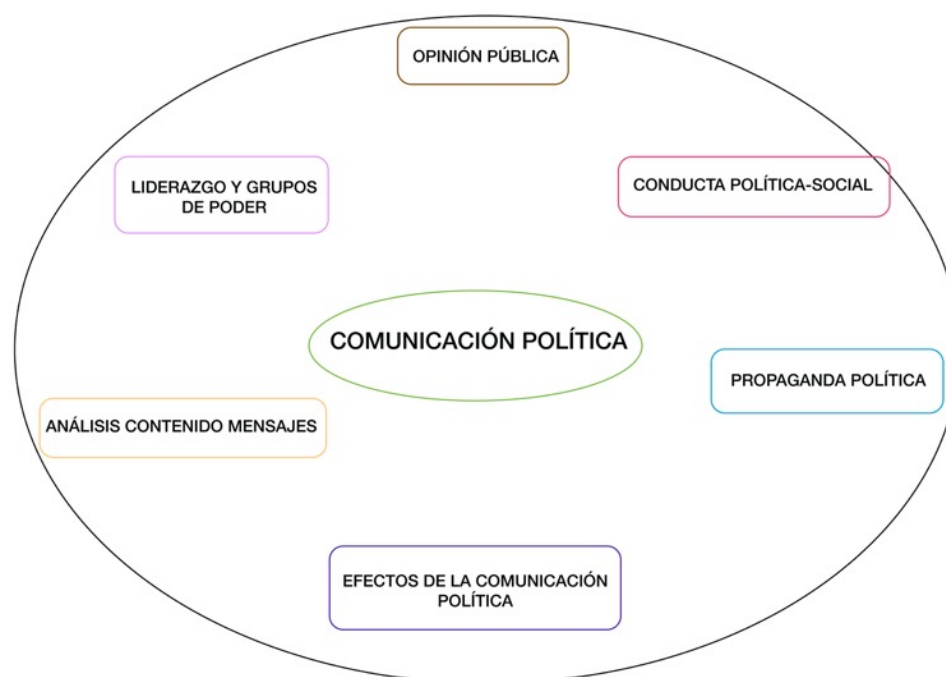 OPINIÓN PÚBLICA
LIDERAZGO Y GRUPOS
DE PODER
CONDUCTA POLÍTICA-SOCIAL
COMUNICACIÓN POLÍTICA
PROPAGANDA POLÍTICA
ANÁLISIS CONTENIDO MENSAJES
EFECTOS DE LA COMUNICACIÓN
POLÍTICA